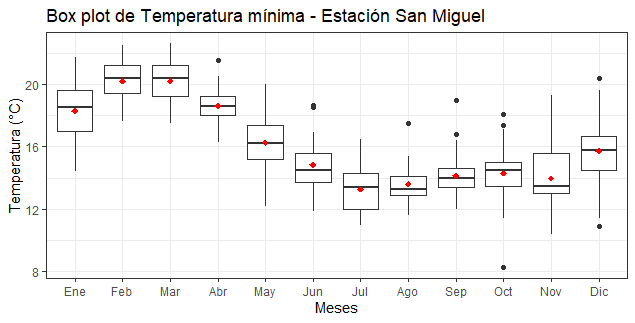 Box plot de Temperatura mínima - Estación San Miguel
Temperatura (°C)
20
16
12
8
Ene Feb Mar Abr May Jun Jul Ago Sep Oct Nov Dic
Meses